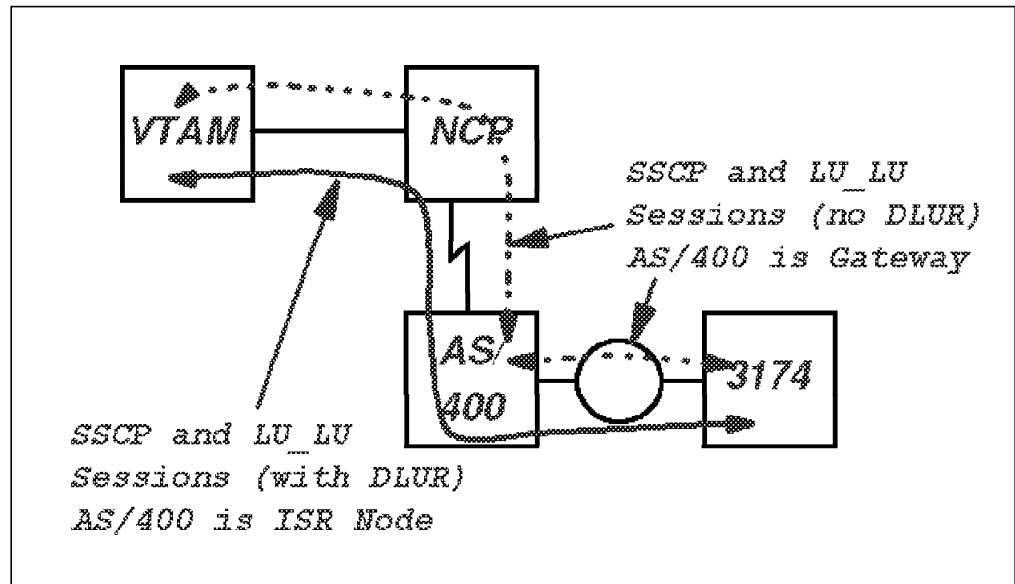 VTAM
NCP
SSCP and LU_LU
Sessions (no DLUR)
AS/400 is Gateway
AS/
400
3174
SSCP and LU_LU
Sessions (with DLUR)
AS/400 is ISR Node